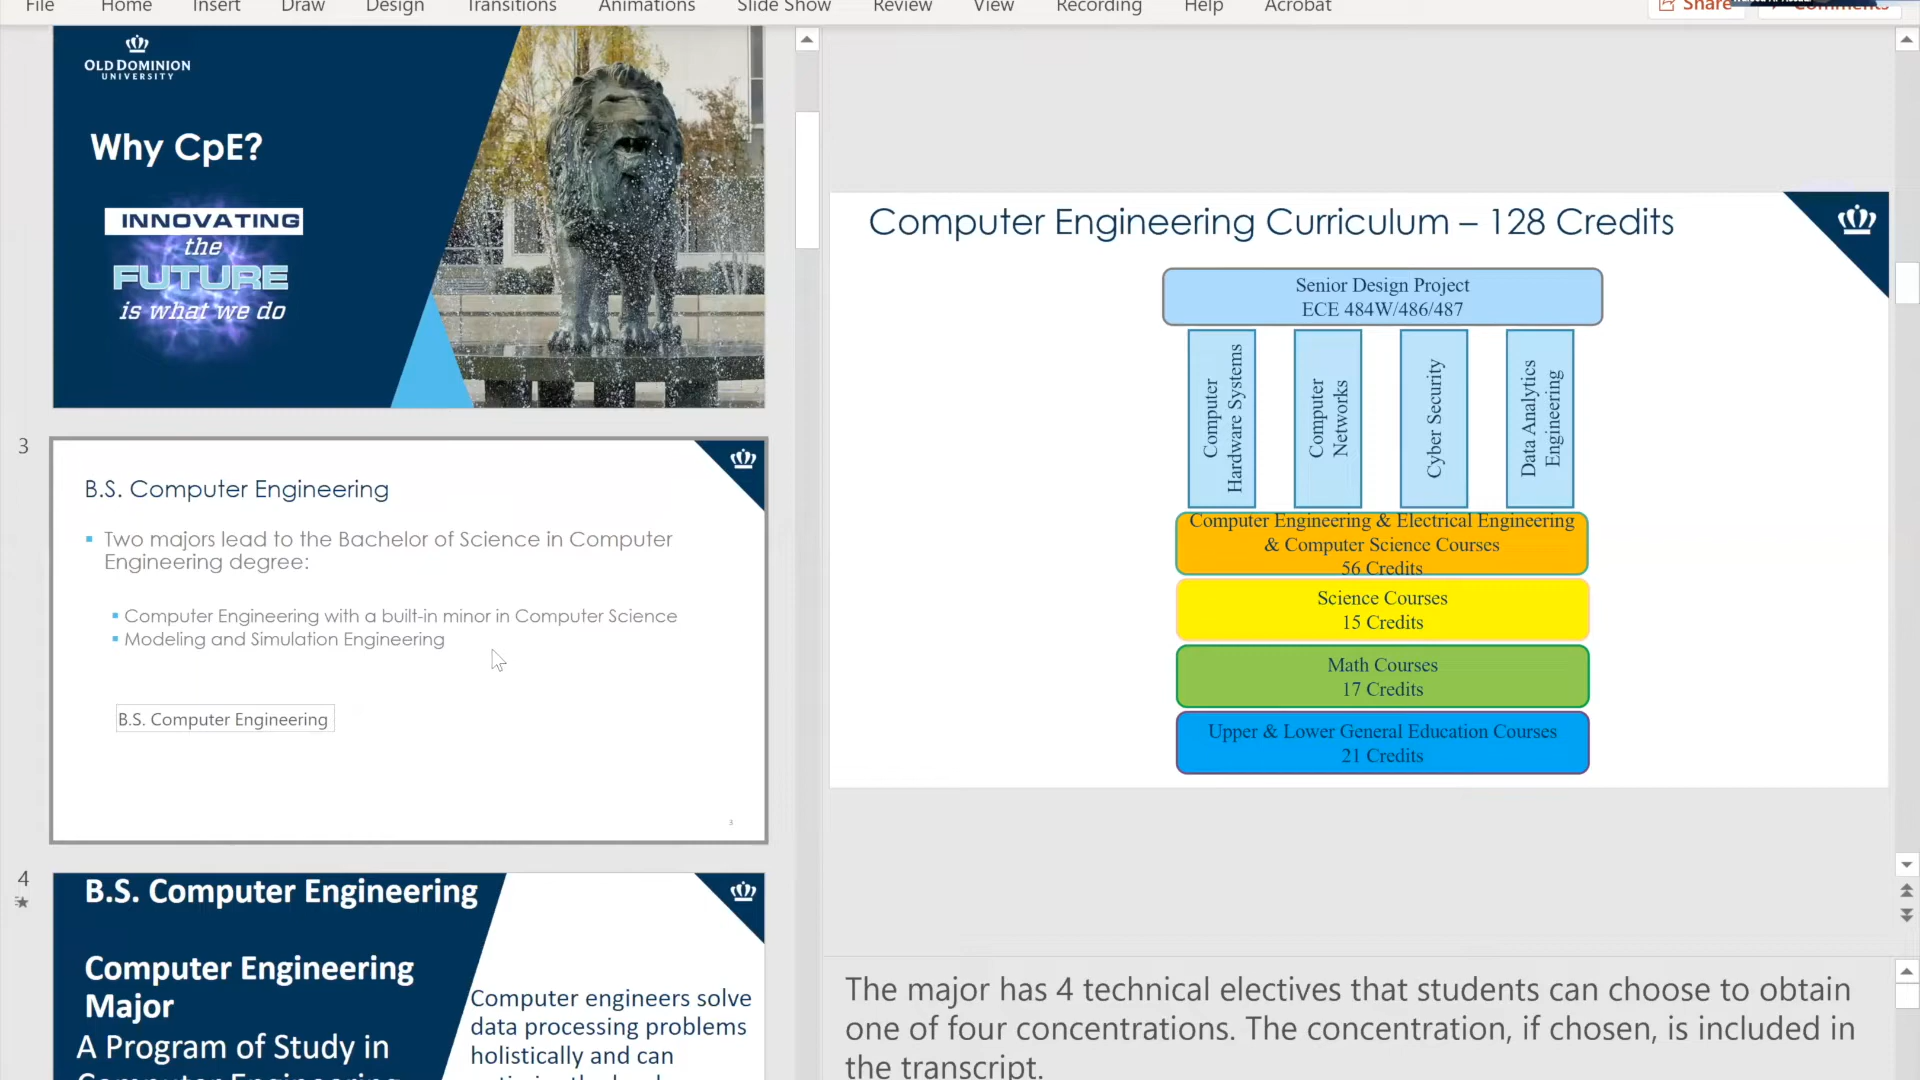 File Home Insert Draw Design Transitions Animations Slide Show Review View Recording Help Acrobat Share Comments
OLD DOMINION
UNIVERSITY
Why CpE?
INNOVATING
the
FUTURE
is what we do
3
B.S. Computer Engineering
Two majors lead to the Bachelor of Science in Computer
Engineering degree:
Computer Engineering with a built-in minor in Computer Science
Modeling and Simulation Engineering
B.S. Computer Engineering
3
4
B.S. Computer Engineering
Computer Engineering
Major
A Program of Study in
Computer Engineering
Computer engineers solve
data processing problems
holistically and can
Computer Engineering Curriculum – 128 Credits
Senior Design Project
ECE 484W/486/487
Computer
Hardware Systems
Computer
Networks
Cyber Security
Data Analytics
Engineering
Computer Engineering & Electrical Engineering
& Computer Science Courses
56 Credits
Science Courses
15 Credits
Math Courses
17 Credits
Upper & Lower General Education Courses
21 Credits
The major has 4 technical electives that students can choose to obtain
one of four concentrations. The concentration, if chosen, is included in
the transcript.